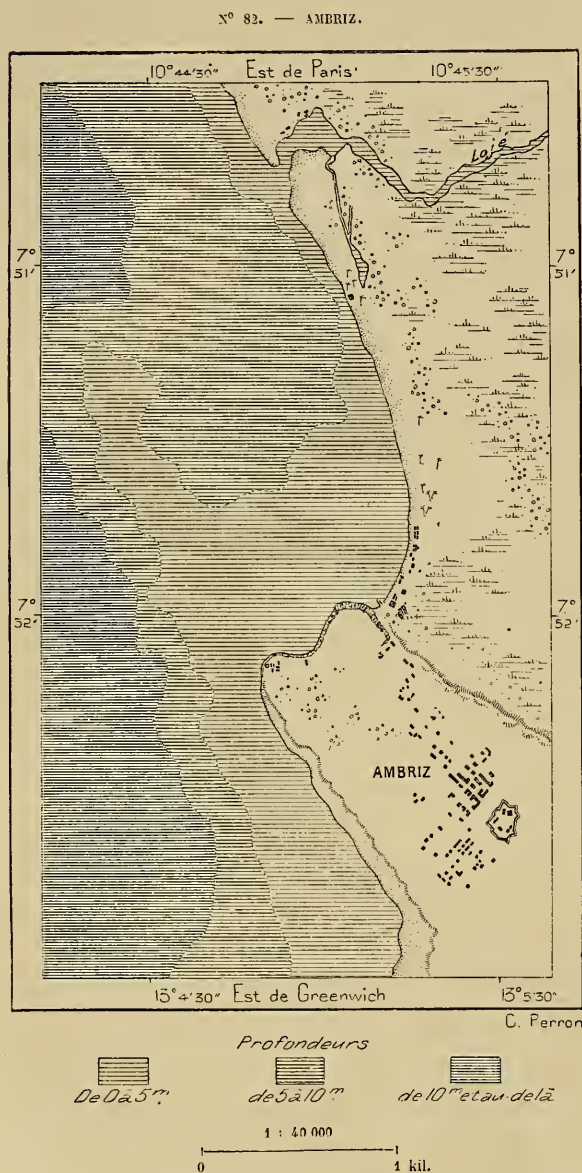 N° 82. — AMBRIZ.
10°44'30" Est de Paris 10°45'30"
Lojé
7° 51' 7° 51'
7° 52' 7° 52'
AMBRIZ
13°4'30" Est de Greenwich 13°5'30"
C. Perron
Profondeurs
De 0 à 5m. de 5 à 10m. de 10m et au-delà
1 : 40 000
0 1 kil.